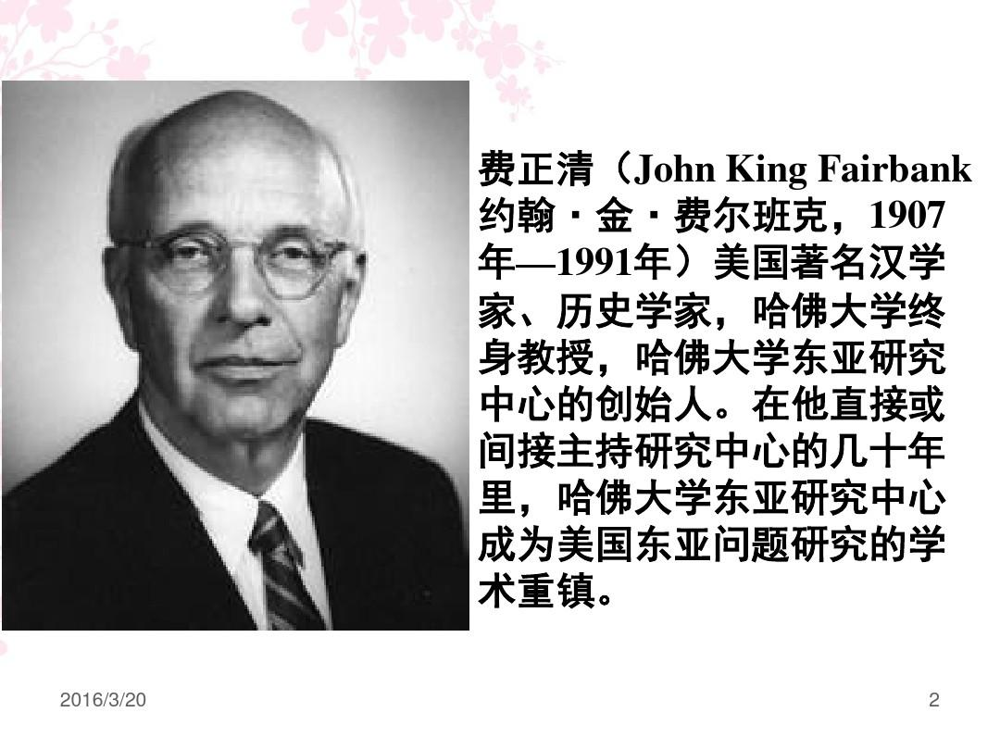 费正清（John King Fairbank
约翰·金·费尔班克，1907
年—1991年）美国著名汉学
家、历史学家，哈佛大学终
身教授，哈佛大学东亚研究
中心的创始人。在他直接或
间接主持研究中心的几十年
里，哈佛大学东亚研究中心
成为美国东亚问题研究的学
术重镇。
2016/3/20
2